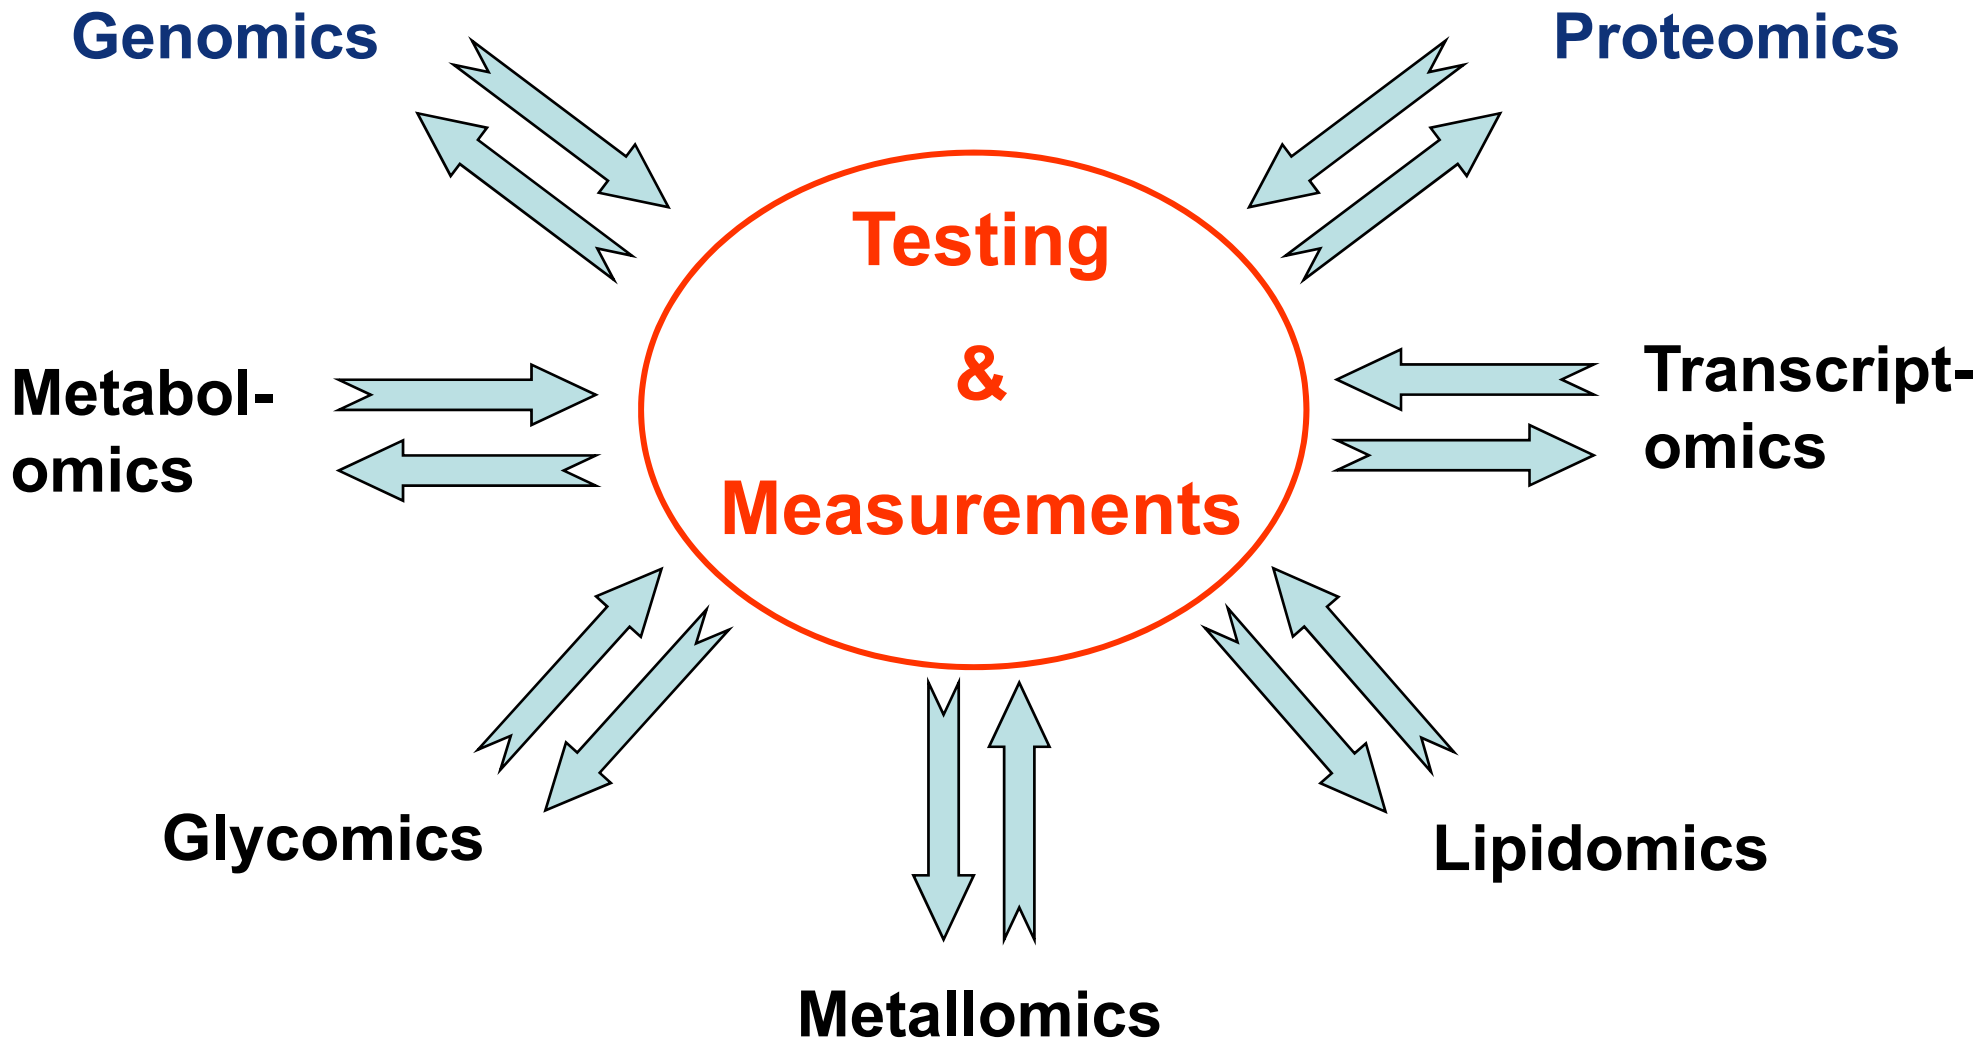 Genomics
Proteomics
Testing
&
Measurements
Metabol-
omics
Transcript-
omics
Glycomics
Lipidomics
Metallomics